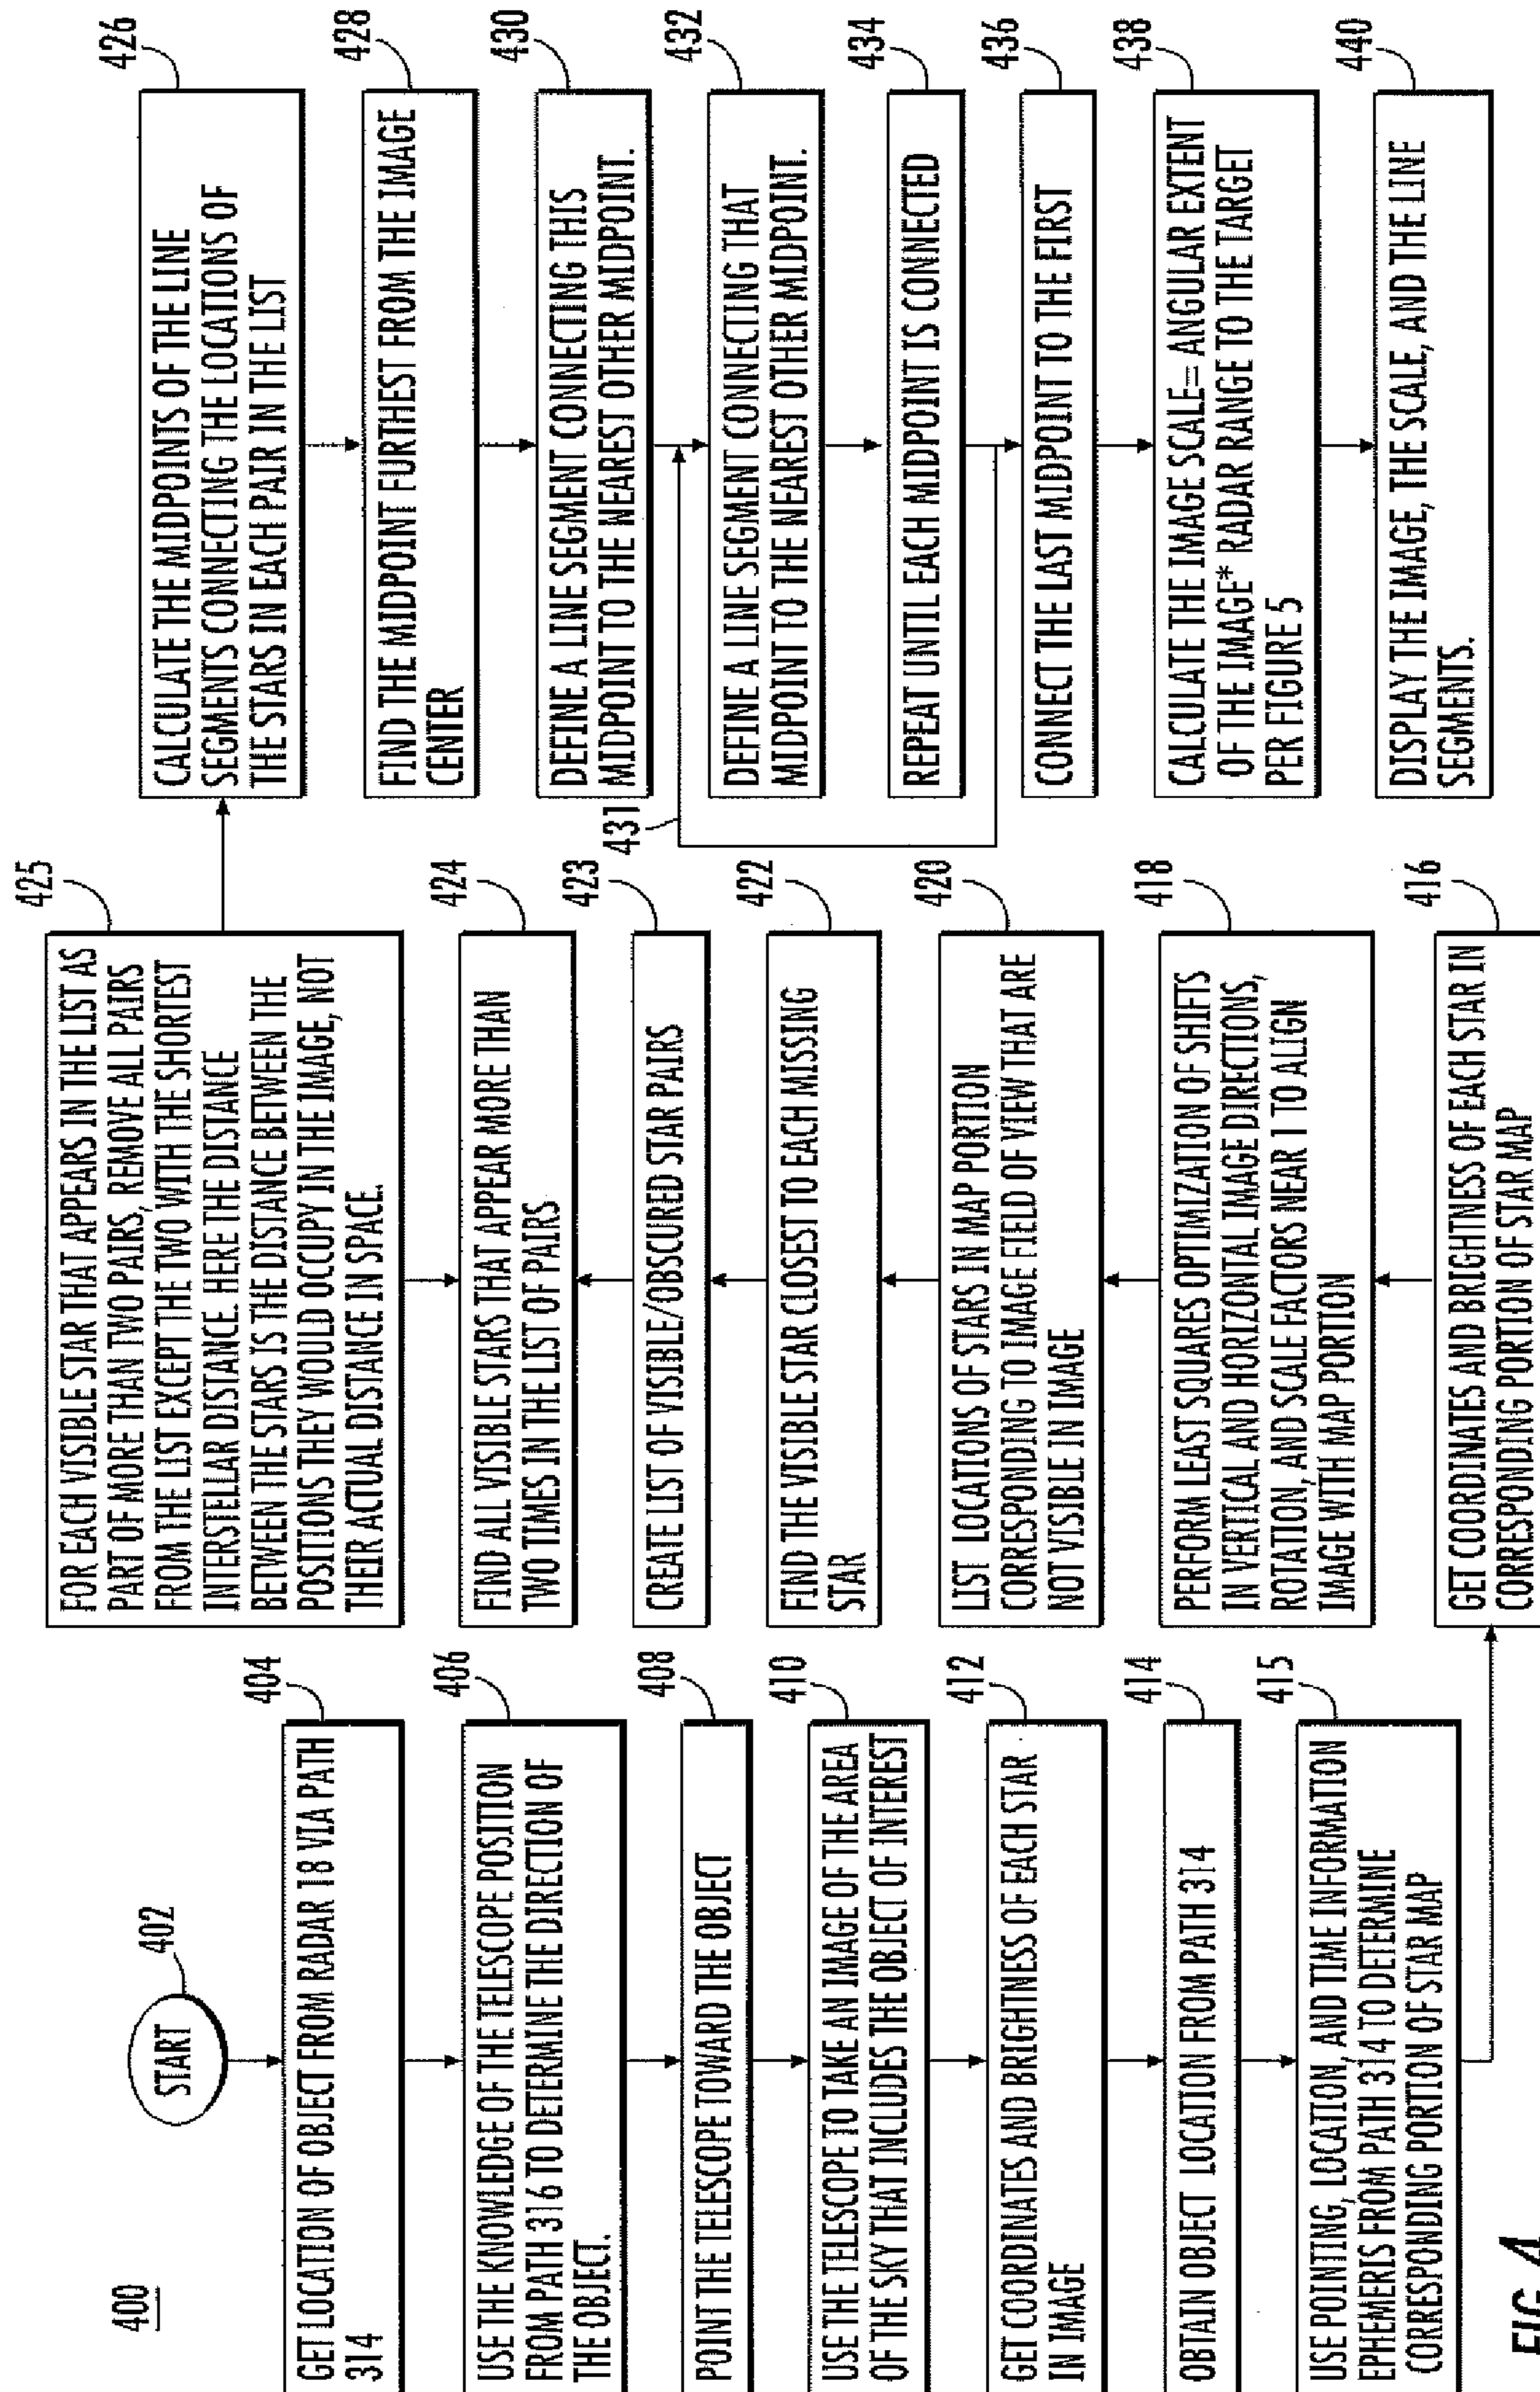 400
START
402
GET LOCATION OF OBJECT FROM RADAR 18 VIA PATH
314
404
USE THE KNOWLEDGE OF THE TELESCOPE POSITION
FROM PATH 316 TO DETERMINE THE DIRECTION OF
THE OBJECT.
406
POINT THE TELESCOPE TOWARD THE OBJECT
408
USE THE TELESCOPE TO TAKE AN IMAGE OF THE AREA
OF THE SKY THAT INCLUDES THE OBJECT OF INTEREST
410
GET COORDINATES AND BRIGHTNESS OF EACH STAR
IN IMAGE
412
OBTAIN OBJECT LOCATION FROM PATH 314
414
USE POINTING, LOCATION, AND TIME INFORMATION
EPHEMERIS FROM PATH 314 TO DETERMINE
CORRESPONDING PORTION OF STAR MAP
415
GET COORDINATES AND BRIGHTNESS OF EACH STAR IN
CORRESPONDING PORTION OF STAR MAP
416
PERFORM LEAST SQUARES OPTIMIZATION OF SHIFTS
IN VERTICAL AND HORIZONTAL IMAGE DIRECTIONS,
ROTATION, AND SCALE FACTORS NEAR 1 TO ALIGN
IMAGE WITH MAP PORTION
418
LIST LOCATIONS OF STARS IN MAP PORTION
CORRESPONDING TO IMAGE FIELD OF VIEW THAT ARE
NOT VISIBLE IN IMAGE
420
FIND THE VISIBLE STAR CLOSEST TO EACH MISSING
STAR
422
CREATE LIST OF VISIBLE/OBSCURED STAR PAIRS
423
FIND ALL VISIBLE STARS THAT APPEAR MORE THAN
TWO TIMES IN THE LIST OF PAIRS
424
FOR EACH VISIBLE STAR THAT APPEARS IN THE LIST AS
PART OF MORE THAN TWO PAIRS, REMOVE ALL PAIRS
FROM THE LIST EXCEPT THE TWO WITH THE SHORTEST
INTERSTELLAR DISTANCE. HERE THE DISTANCE
BETWEEN THE STARS IS THE DISTANCE BETWEEN THE
POSITIONS THEY WOULD OCCUPY IN THE IMAGE, NOT
THEIR ACTUAL DISTANCE IN SPACE.
425
CALCULATE THE MIDPOINTS OF THE LINE
SEGMENTS CONNECTING THE LOCATIONS OF
THE STARS IN EACH PAIR IN THE LIST
426
FIND THE MIDPOINT FURTHEST FROM THE IMAGE
CENTER
428
DEFINE A LINE SEGMENT CONNECTING THIS
MIDPOINT TO THE NEAREST OTHER MIDPOINT.
430
431
DEFINE A LINE SEGMENT CONNECTING THAT
MIDPOINT TO THE NEAREST OTHER MIDPOINT.
432
REPEAT UNTIL EACH MIDPOINT IS CONNECTED
434
CONNECT THE LAST MIDPOINT TO THE FIRST
436
CALCULATE THE IMAGE SCALE= ANGULAR EXTENT
OF THE IMAGE* RADAR RANGE TO THE TARGET
PER FIGURE 5
438
DISPLAY THE IMAGE, THE SCALE, AND THE LINE
SEGMENTS.
440
FIG. 4